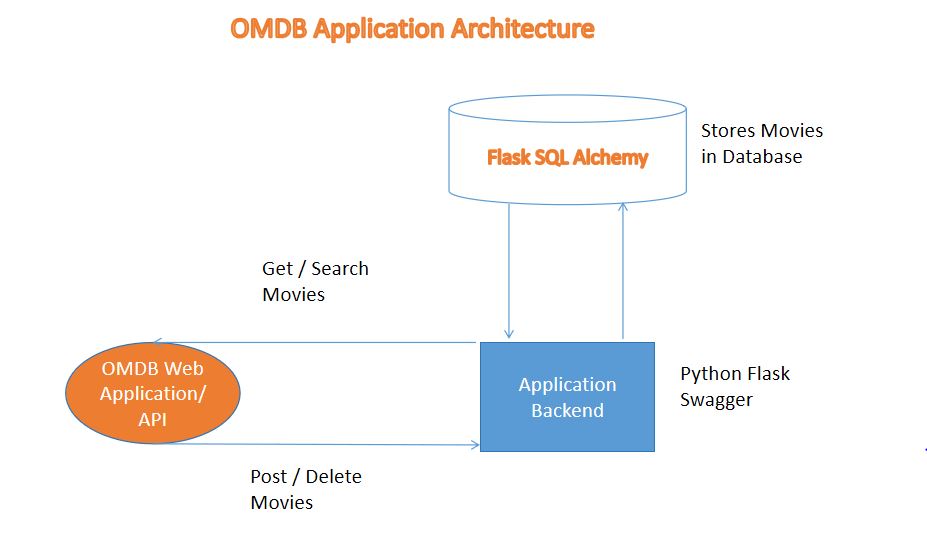 OMDB Application Architecture
Flask SQL Alchemy
Stores Movies
in Database
Get / Search
Movies
OMDB Web
Application/
API
Application
Backend
Python Flask
Swagger
Post / Delete
Movies